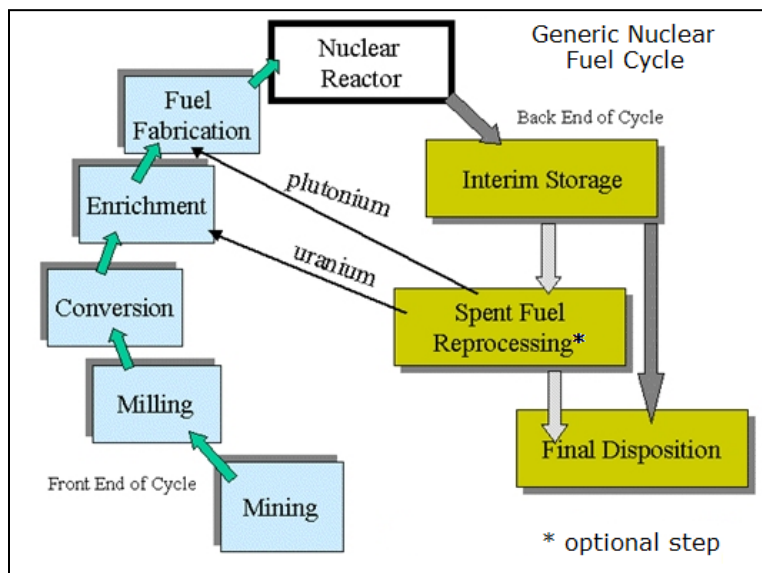 Generic Nuclear
Fuel Cycle
Nuclear
Reactor
Fuel
Fabrication
Back End of Cycle
Interim Storage
plutonium
Enrichment
uranium
Conversion
Spent Fuel
Reprocessing*
Milling
Final Disposition
Front End of Cycle
Mining
* optional step